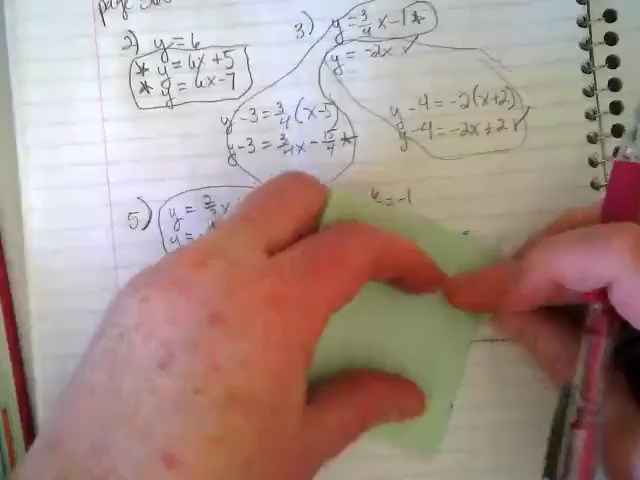 page
2) y = 6
* y = 6x + 5
* y = 6x - 7
3) y = 3/4 x - 1 *
y = -2x ✓
y - 3 = 3/4 (x - 5)
y - 3 = 3/4 x - 15/4 *
y - 4 = -2(x + 2)
y - 4 = -2x + 2 ✓
5) y = 2/3 x
y =
x = -1